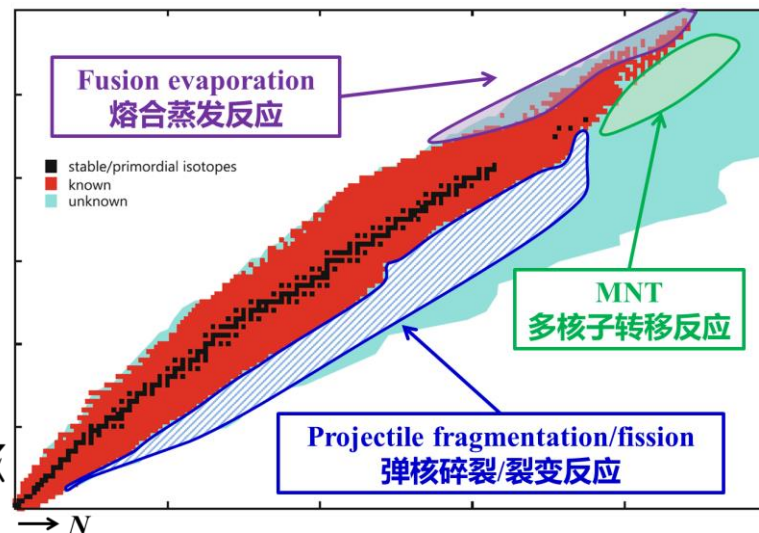 Fusion evaporation
熔合蒸发反应
stable/primordial isotopes
known
unknown
MNT
多核子转移反应
Projectile fragmentation/fission
弹核碎裂/裂变反应
N